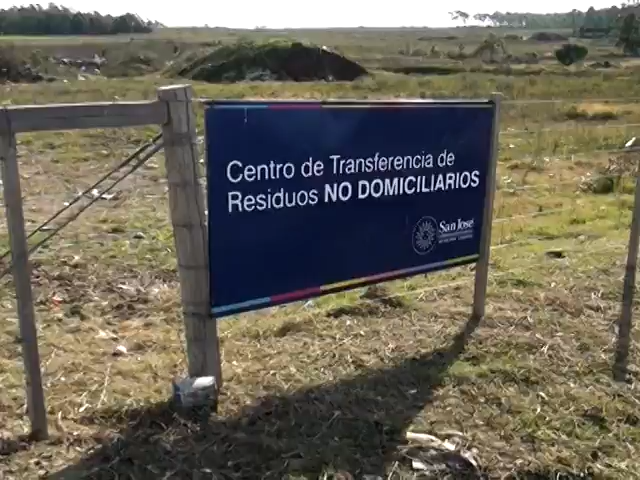 Centro de Transferencia de
Residuos NO DOMICILIARIOS
San José